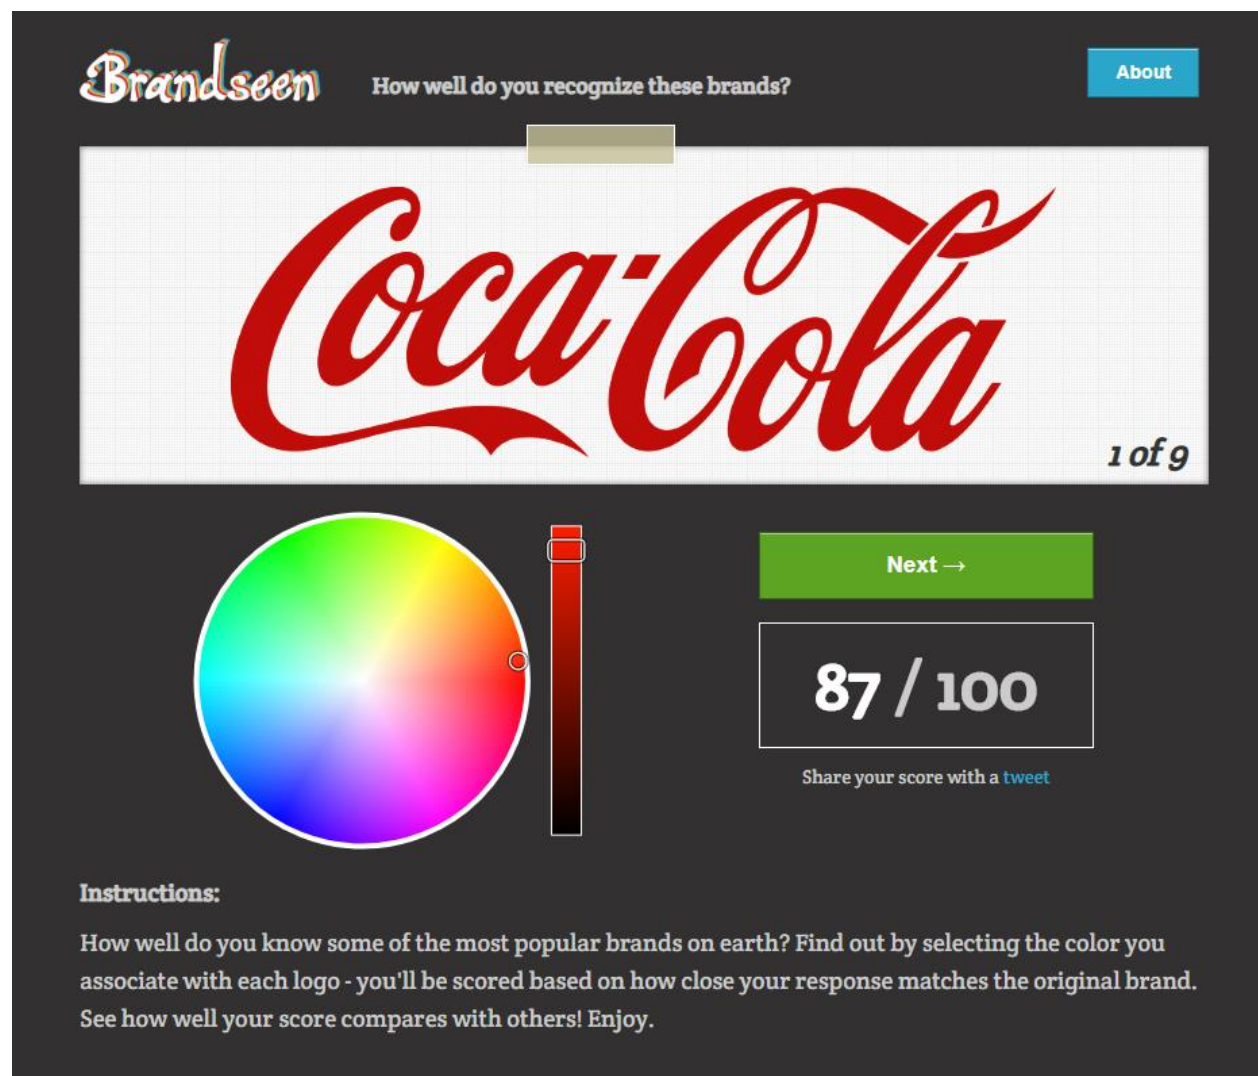 Brandseen
How well do you recognize these brands?
About
Coca-Cola
1 of 9
Next →
87 / 100
Share your score with a tweet
Instructions:
How well do you know some of the most popular brands on earth? Find out by selecting the color you
associate with each logo - you'll be scored based on how close your response matches the original brand.
See how well your score compares with others! Enjoy.